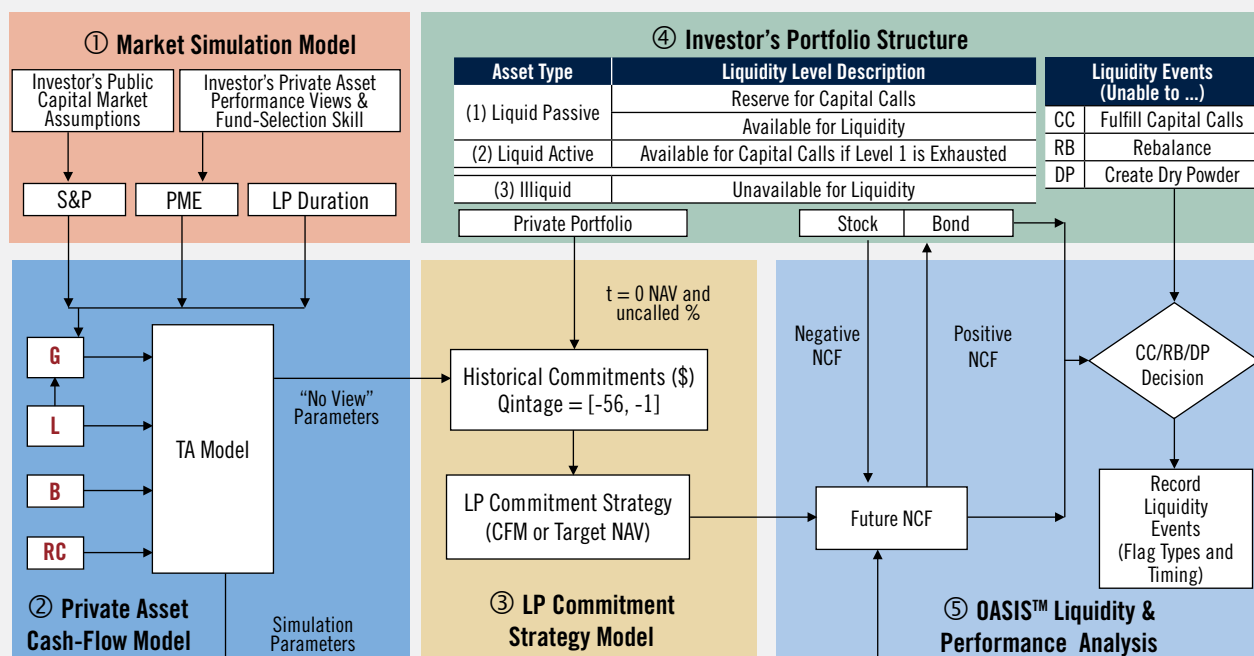 ① Market Simulation Model
Investor's Public
Capital Market
Assumptions
Investor's Private Asset
Performance Views &
Fund-Selection Skill
S&P
PME
LP Duration
④ Investor's Portfolio Structure
Asset Type
Liquidity Level Description
(1) Liquid Passive
Reserve for Capital Calls
Available for Liquidity
(2) Liquid Active
Available for Capital Calls if Level 1 is Exhausted
(3) Illiquid
Unavailable for Liquidity
Liquidity Events
(Unable to ...)
CC
Fulfill Capital Calls
RB
Rebalance
DP
Create Dry Powder
Private Portfolio
Stock
Bond
G
L
B
RC
TA Model
"No View"
Parameters
Simulation
Parameters
② Private Asset
Cash-Flow Model
t = 0 NAV and
uncalled %
Historical Commitments ($)
Qintage = [-56, -1]
LP Commitment Strategy
(CFM or Target NAV)
③ LP Commitment
Strategy Model
Negative
NCF
Positive
NCF
Future NCF
CC/RB/DP
Decision
Record
Liquidity
Events
(Flag Types and
Timing)
⑤ OASIS™ Liquidity &
Performance Analysis